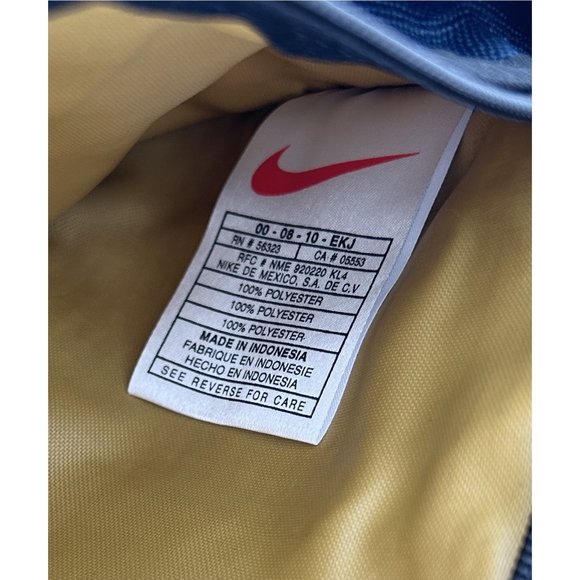 00 - 08 - 10 - EKJ
RN # 56323 CA # 05553
RFC # NME 920220 KL4
NIKE DE MEXICO, S.A. DE C.V
100% POLYESTER
100% POLYESTER
100% POLYESTER
MADE IN INDONESIA
FABRIQUE EN INDONESIE
HECHO EN INDONESIA
SEE REVERSE FOR CARE